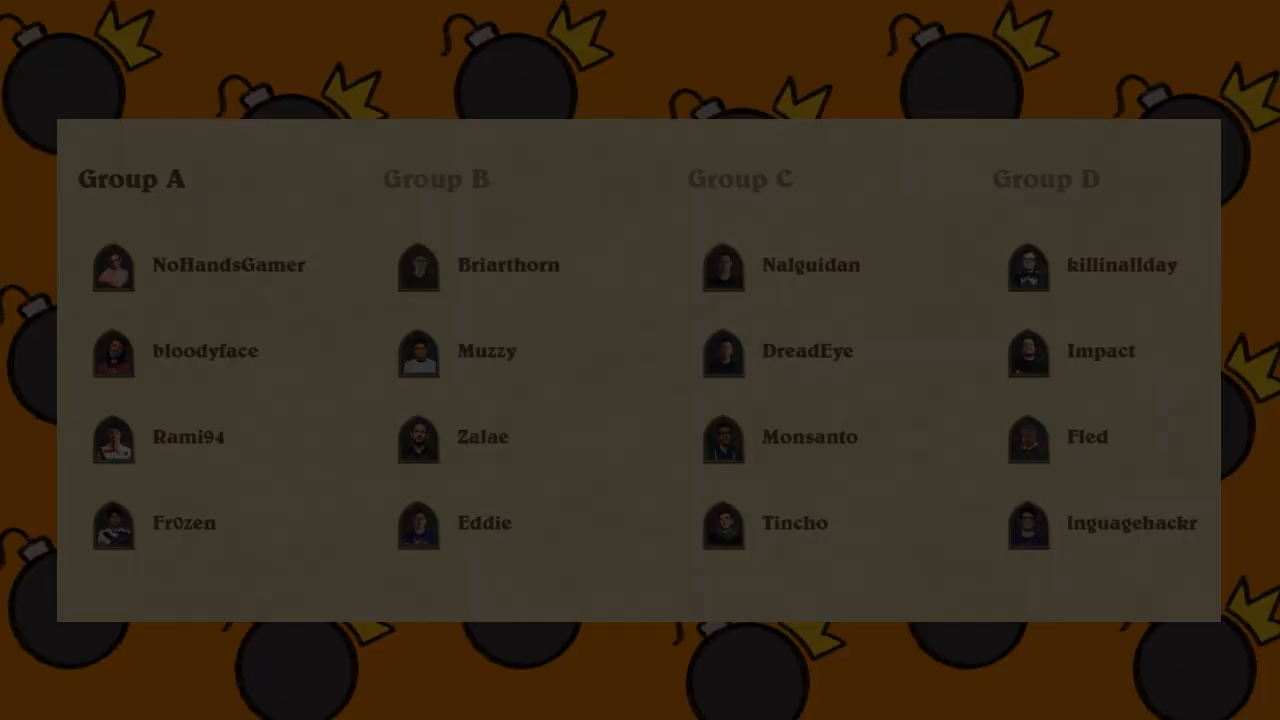 Group A
NoHandsGamer
bloodyface
Rami94
Fr0zen
Group B
Briarthorn
Muzzy
Zalae
Eddie
Group C
Nalguidan
DreadEye
Monsanto
Tincho
Group D
killinallday
Impact
Fled
lnguagehackr